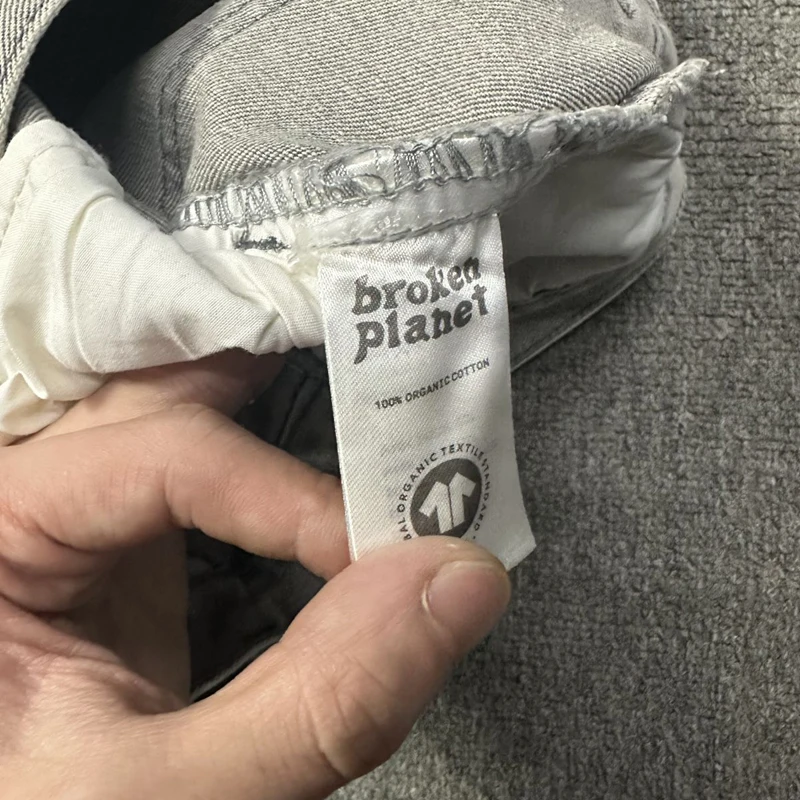 broken
planet
100% ORGANIC COTTON
BAL ORGANIC TEXTILE STANDARD